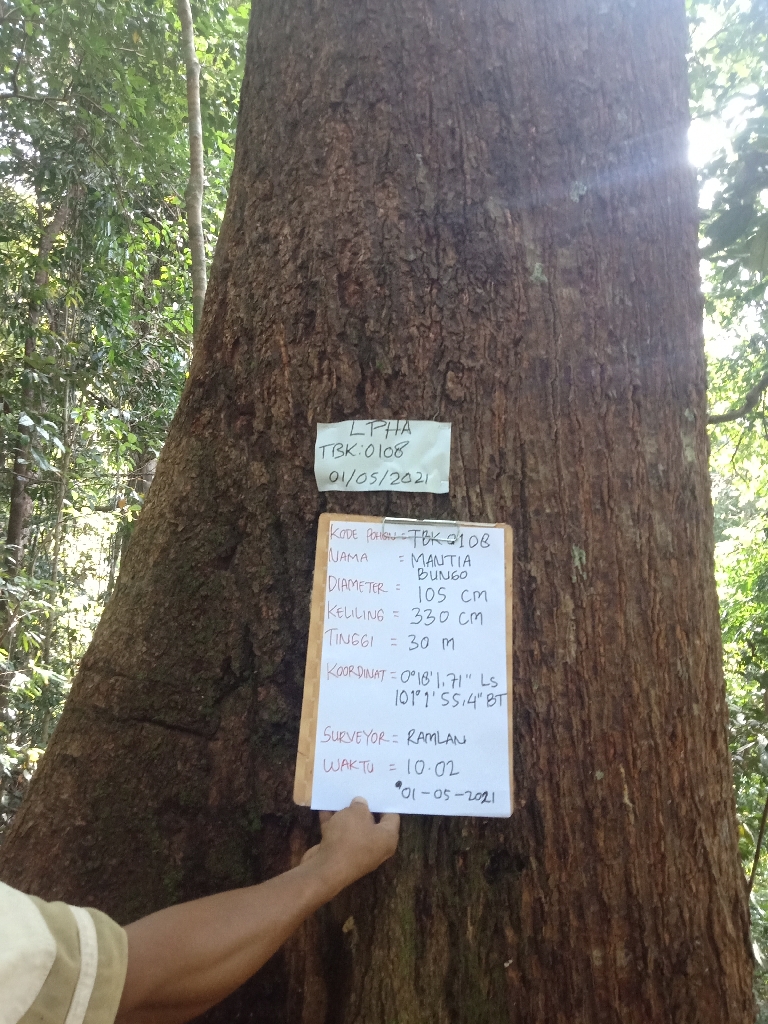 LPHA
TBK:0108
01/05/2021
KODE POHON = TBK 0108
NAMA = MANTIA
BUNGO
DIAMETER = 105 cm
KELILING = 330 cm
TINGGI = 30 m
KOORDINAT = 0°18'1,71" Ls
101°1'55,4" BT
SURVEYOR = RAMLAN
WAKTU = 10.02
01-05-2021